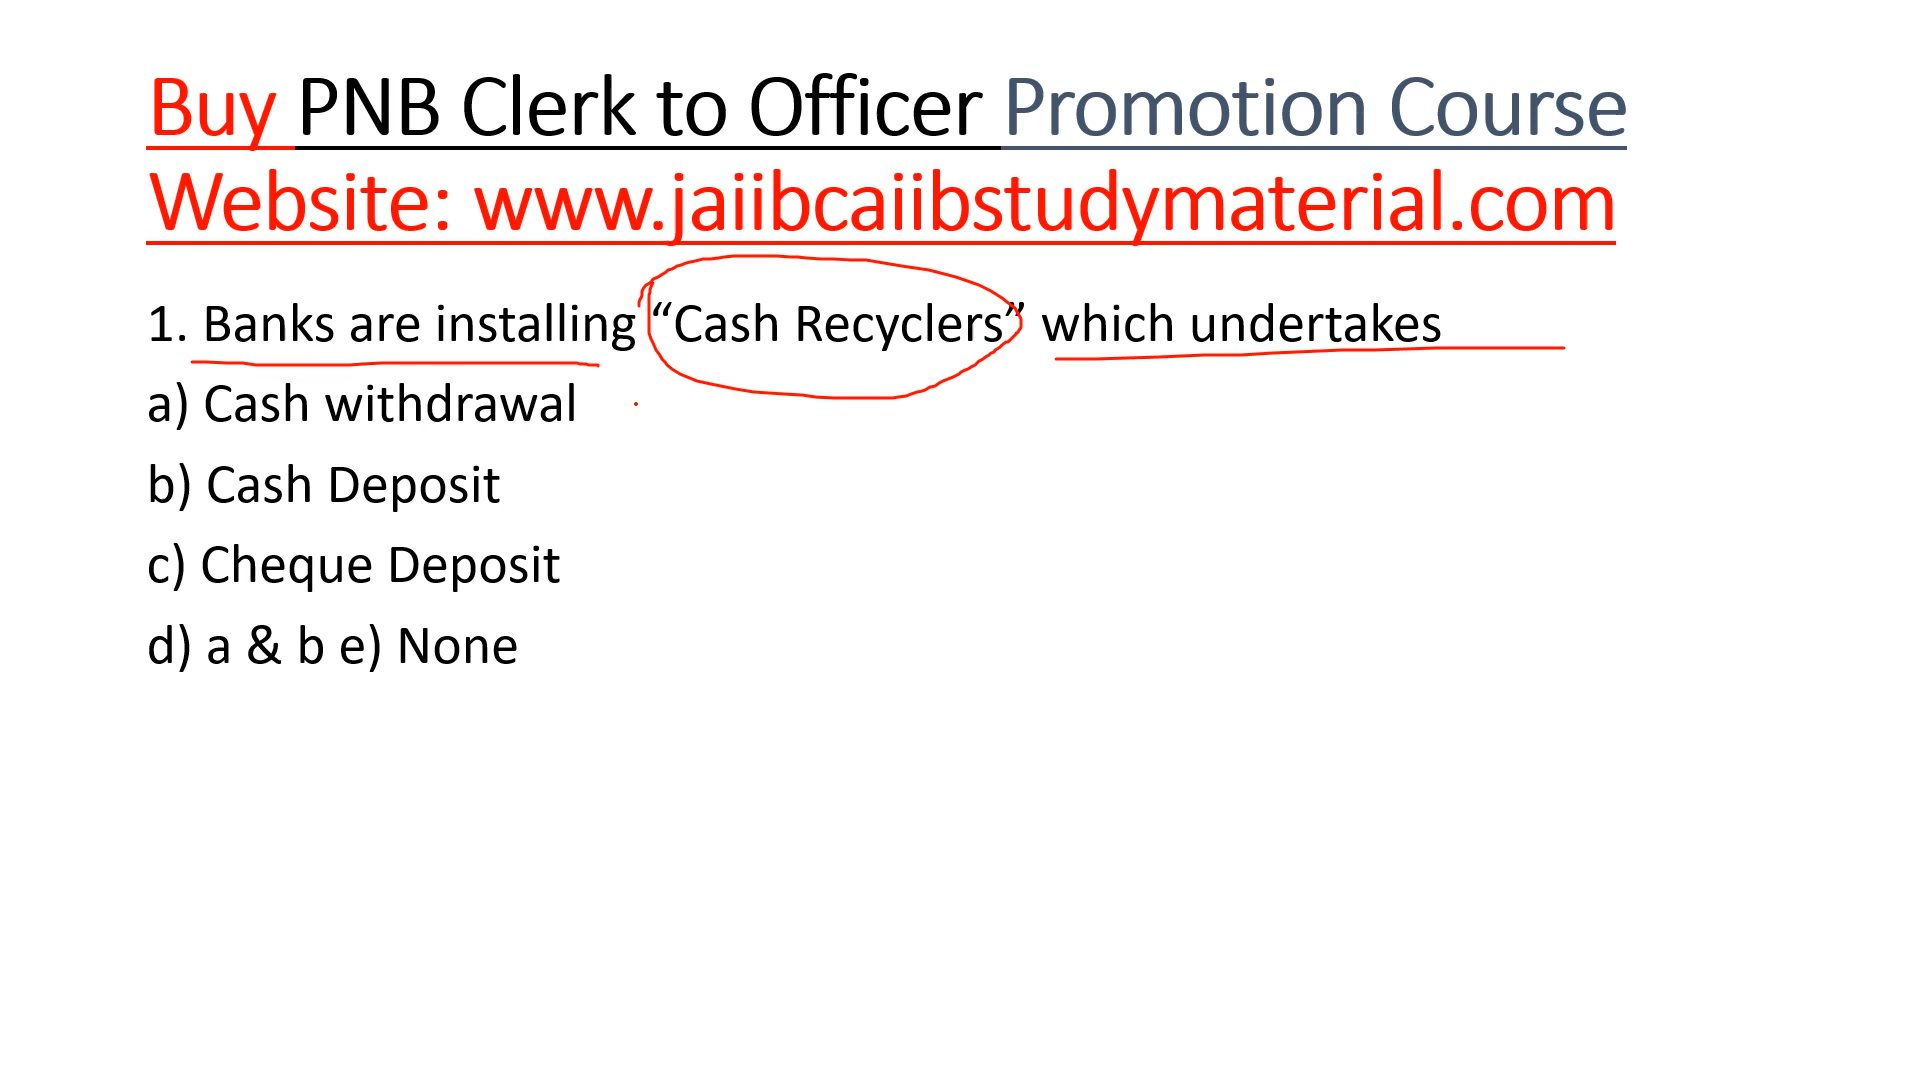 Buy PNB Clerk to Officer Promotion Course
Website: www.jaiibcaiibstudymaterial.com
1. Banks are installing “Cash Recyclers” which undertakes
a) Cash withdrawal
b) Cash Deposit
c) Cheque Deposit
d) a & b e) None